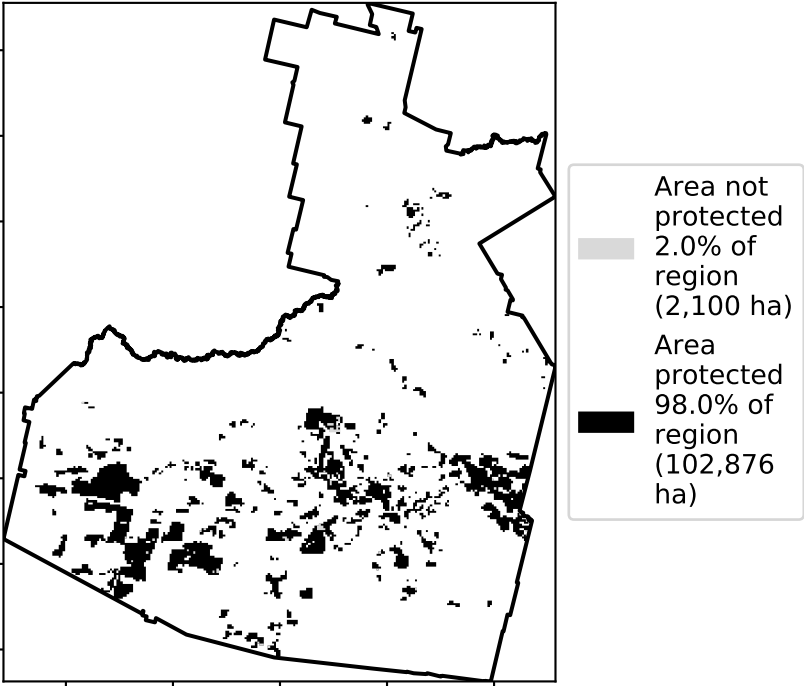 Area not
protected
2.0% of
region
(2,100 ha)
Area
protected
98.0% of
region
(102,876
ha)